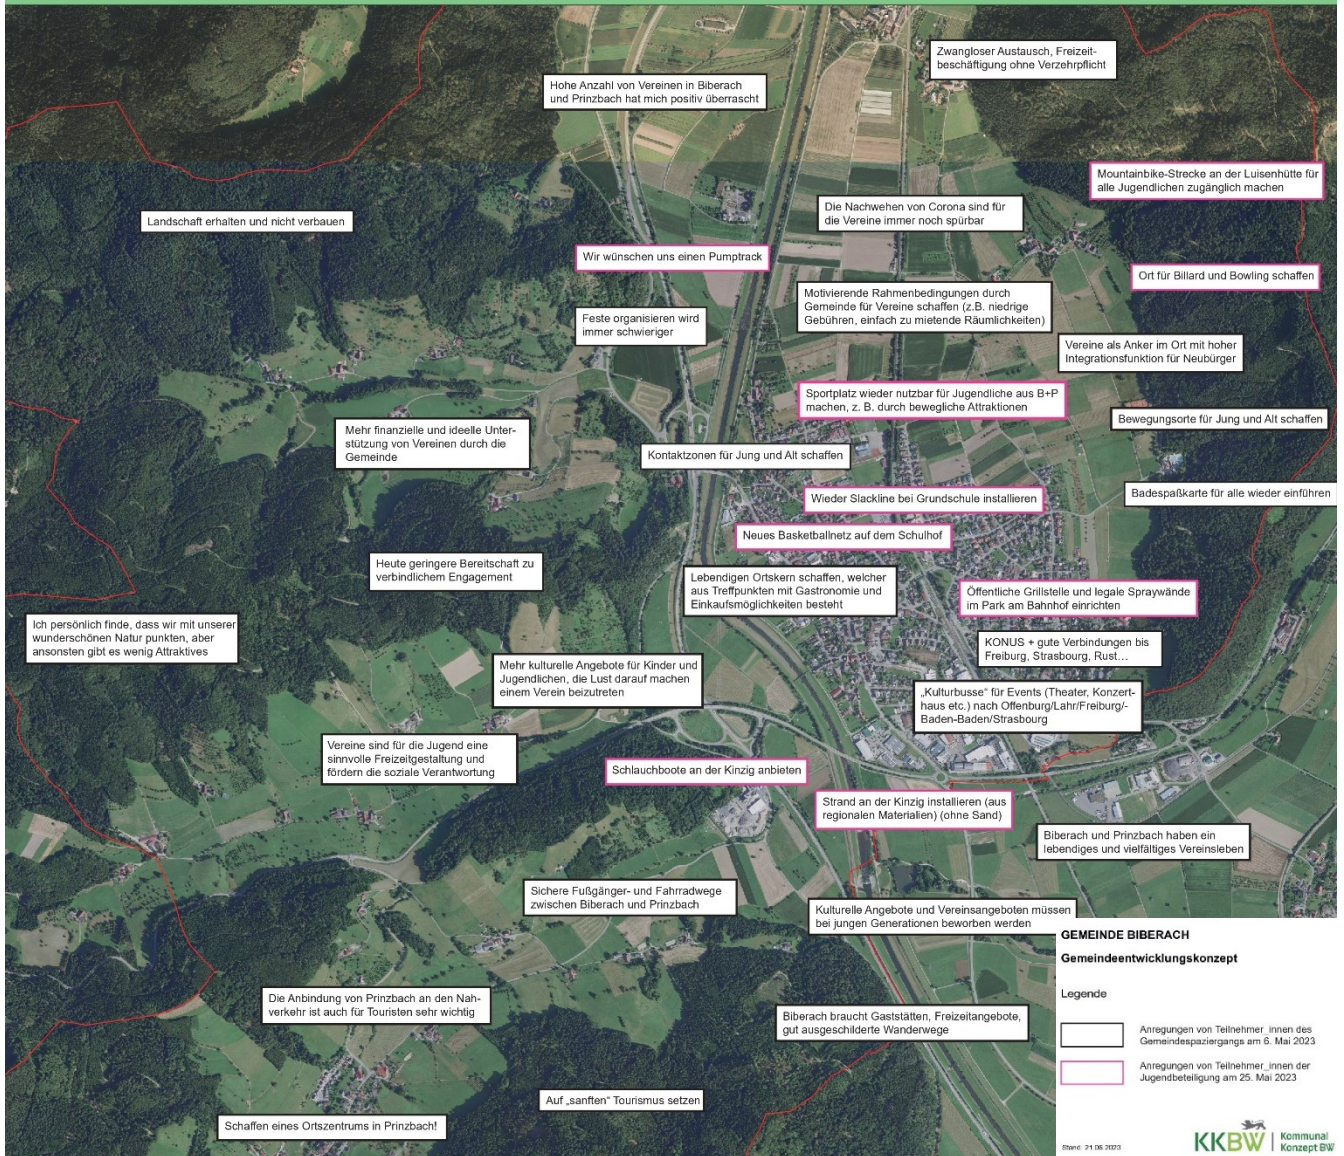 Zwangloser Austausch, Freizeit-
beschäftigung ohne Verzehrpflicht
Hohe Anzahl von Vereinen in Biberach
und Prinzbach hat mich positiv überrascht
Mountainbike-Strecke an der Luisenhütte für
alle Jugendlichen zugänglich machen
Landschaft erhalten und nicht verbauen
Die Nachwehen von Corona sind für
die Vereine immer noch spürbar
Wir wünschen uns einen Pumptrack
Ort für Billard und Bowling schaffen
Motivierende Rahmenbedingungen durch
Gemeinde für Vereine schaffen (z.B. niedrige
Gebühren, einfach zu mietende Räumlichkeiten)
Feste organisieren wird
immer schwieriger
Vereine als Anker im Ort mit hoher
Integrationsfunktion für Neubürger
Sportplatz wieder nutzbar für Jugendliche aus B+P
machen, z. B. durch bewegliche Attraktionen
Bewegungsorte für Jung und Alt schaffen
Mehr finanzielle und ideelle Unter-
stützung von Vereinen durch die
Gemeinde
Kontaktzonen für Jung und Alt schaffen
Wieder Slackline bei Grundschule installieren
Badespaßkarte für alle wieder einführen
Neues Basketballnetz auf dem Schulhof
Heute geringere Bereitschaft zu
verbindlichem Engagement
Lebendigen Ortskern schaffen, welcher
aus Treffpunkten mit Gastronomie und
Einkaufsmöglichkeiten besteht
Öffentliche Grillstelle und legale Spraywände
im Park am Bahnhof einrichten
Ich persönlich finde, dass wir mit unserer
wunderschönen Natur punkten, aber
ansonsten gibt es wenig Attraktives
KONUS + gute Verbindungen bis
Freiburg, Strasbourg, Rust...
Mehr kulturelle Angebote für Kinder und
Jugendlichen, die Lust darauf machen
einem Verein beizutreten
„Kulturbusse“ für Events (Theater, Konzert-
haus etc.) nach Offenburg/Lahr/Freiburg/-
Baden-Baden/Strasbourg
Vereine sind für die Jugend eine
sinnvolle Freizeitgestaltung und
fördern die soziale Verantwortung
Schlauchboote an der Kinzig anbieten
Strand an der Kinzig installieren (aus
regionalen Materialien) (ohne Sand)
Biberach und Prinzbach haben ein
lebendiges und vielfältiges Vereinsleben
Sichere Fußgänger- und Fahrradwege
zwischen Biberach und Prinzbach
Kulturelle Angebote und Vereinsangeboten müssen
bei jungen Generationen beworben werden
Die Anbindung von Prinzbach an den Nah-
verkehr ist auch für Touristen sehr wichtig
Biberach braucht Gaststätten, Freizeitangebote,
gut ausgeschilderte Wanderwege
Auf „sanften“ Tourismus setzen
Schaffen eines Ortszentrums in Prinzbach!
GEMEINDE BIBERACH
Gemeindeentwicklungskonzept
Legende
Anregungen von Teilnehmer_innen des
Gemeindespaziergangs am 6. Mai 2023
Anregungen von Teilnehmer_innen der
Jugendbeteiligung am 25. Mai 2023
Stand: 21.06.2023
KKBW Kommunal
Konzept BW